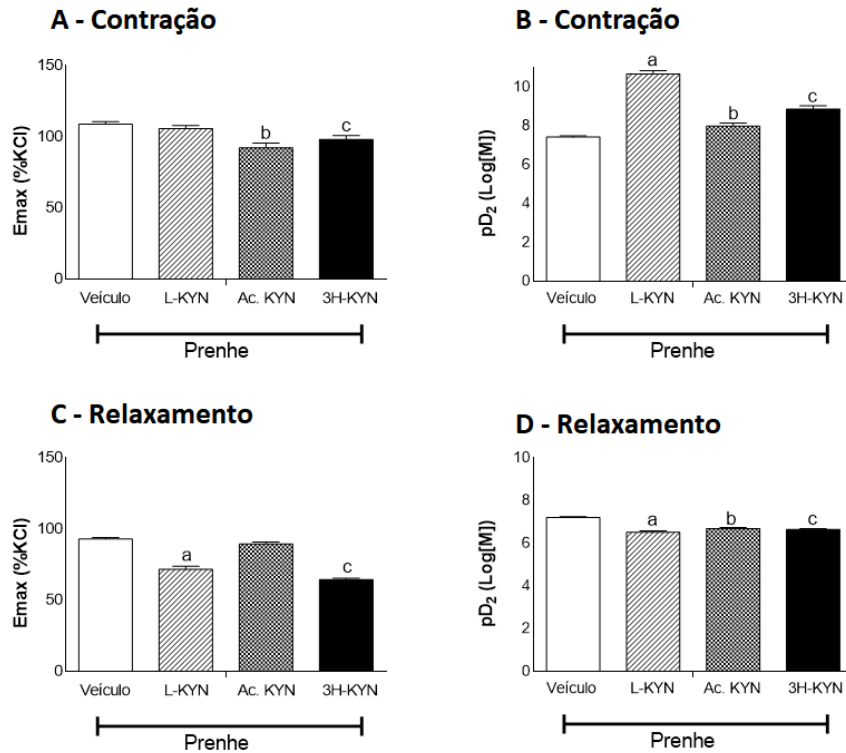 A - Contração
Emax (%KCl)
150
100
50
0
b
c
Veículo L-KYN Ac. KYN 3H-KYN
Prenhe
B - Contração
pD₂ (Log[M])
10
8
6
4
2
0
a
b
c
Veículo L-KYN Ac. KYN 3H-KYN
Prenhe
C - Relaxamento
Emax (%KCl)
150
100
50
0
a
c
Veículo L-KYN Ac. KYN 3H-KYN
Prenhe
D - Relaxamento
pD₂ (Log[M])
10
8
6
4
2
0
a
b
c
Veículo L-KYN Ac. KYN 3H-KYN
Prenhe